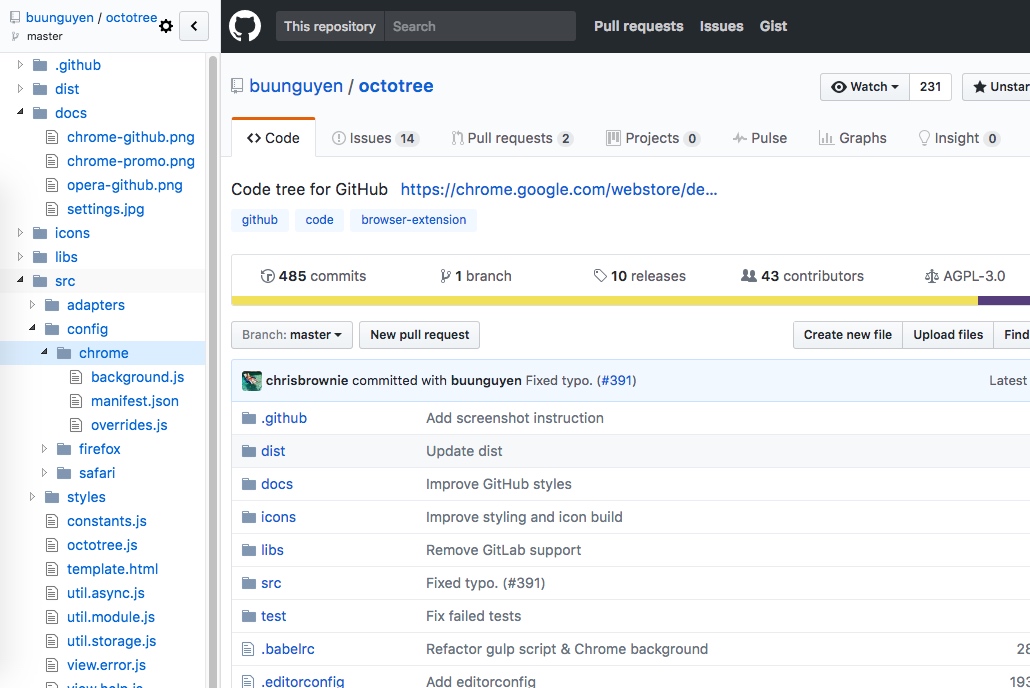 buunguyen / octotree
master
.github
dist
docs
chrome-github.png
chrome-promo.png
opera-github.png
settings.jpg
icons
libs
src
adapters
config
chrome
background.js
manifest.json
overrides.js
firefox
safari
styles
constants.js
octotree.js
template.html
util.async.js
util.module.js
util.storage.js
view.error.js
view.help.js
This repository Search Pull requests Issues Gist
buunguyen / octotree Watch 231 Unstar
Code Issues 14 Pull requests 2 Projects 0 Pulse Graphs Insight 0
Code tree for GitHub https://chrome.google.com/webstore/de...
github code browser-extension
485 commits 1 branch 10 releases 43 contributors AGPL-3.0
Branch: master New pull request Create new file Upload files Find
chrisbrownie committed with buunguyen Fixed typo. (#391) Latest
.github Add screenshot instruction
dist Update dist
docs Improve GitHub styles
icons Improve styling and icon build
libs Remove GitLab support
src Fixed typo. (#391)
test Fix failed tests
.babelrc Refactor gulp script & Chrome background 28
.editorconfig Add editorconfig 193